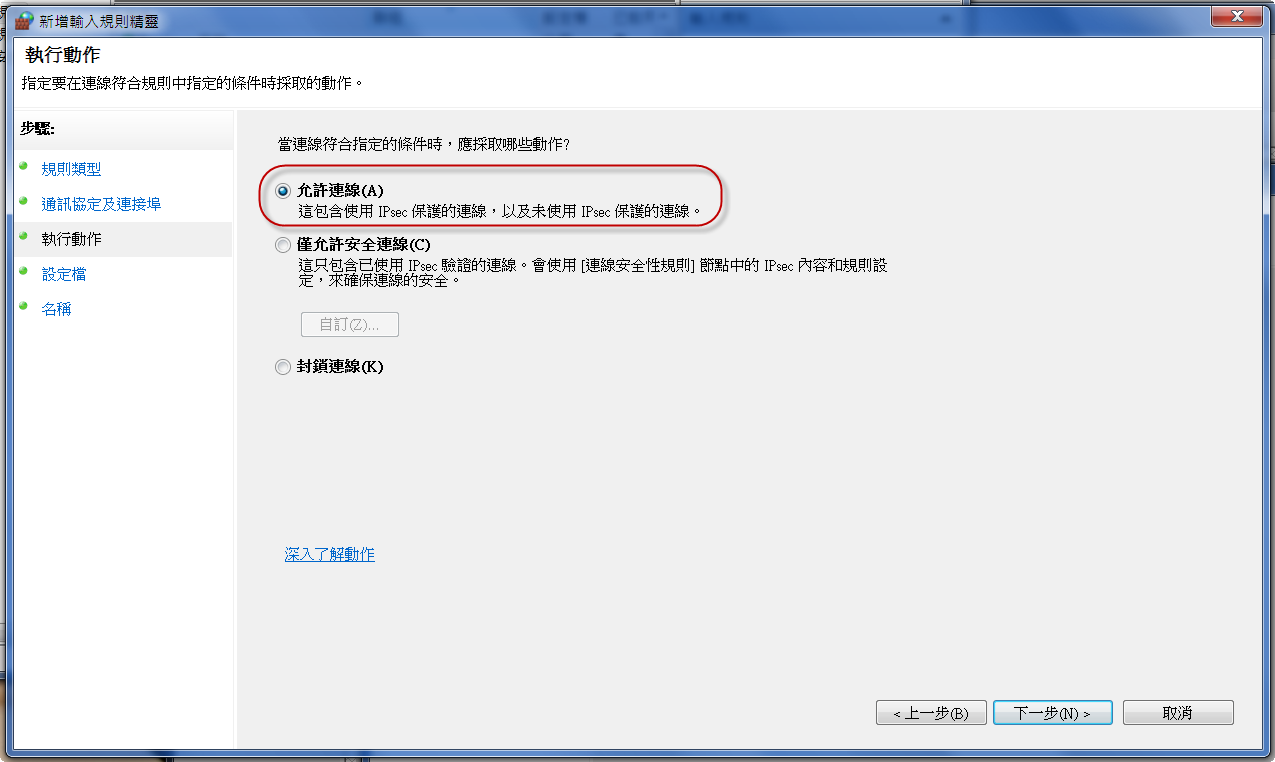 新增輸入規則精靈
執行動作
指定要在連線符合規則中指定的條件時採取的動作。
步驟:
規則類型
通訊協定及連接埠
執行動作
設定檔
名稱
當連線符合指定的條件時，應採取哪些動作?
允許連線(A)
這包含使用 IPsec 保護的連線，以及未使用 IPsec 保護的連線。
僅允許安全連線(C)
這只包含已使用 IPsec 驗證的連線。會使用 [連線安全性規則] 節點中的 IPsec 內容和規則設
定，來確保連線的安全。
自訂(Z)...
封鎖連線(K)
深入了解動作
< 上一步(B)
下一步(N) >
取消